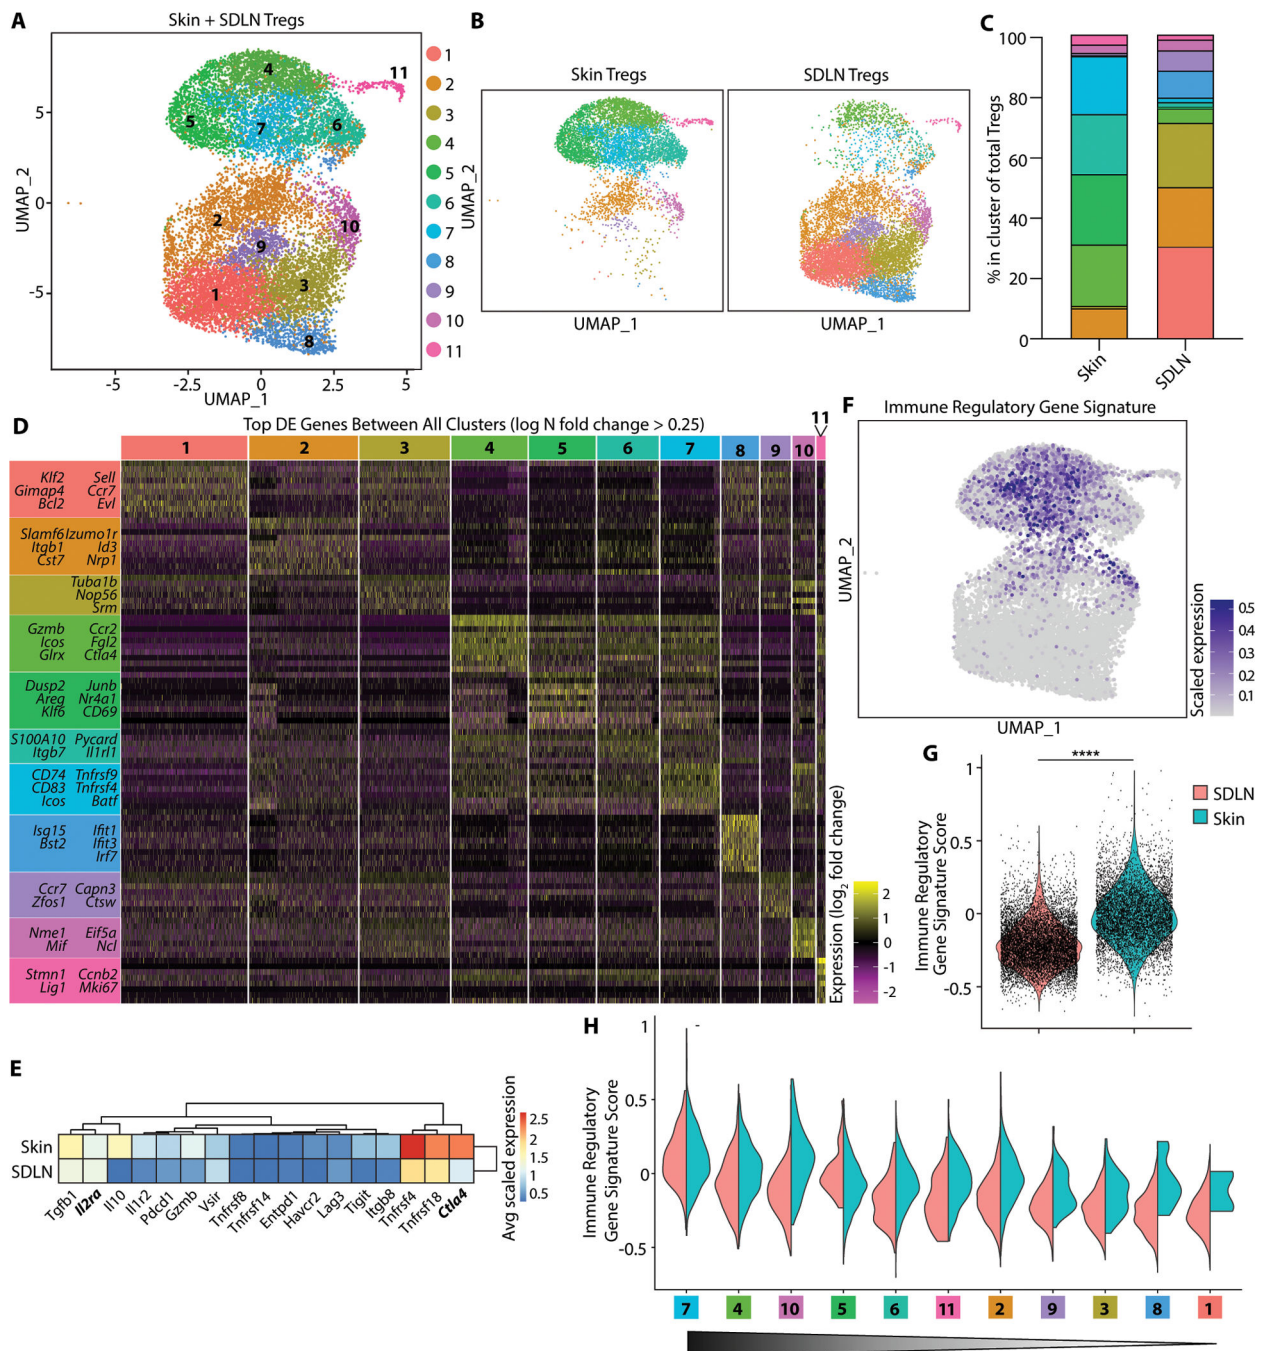 A
Skin + SDLN Tregs
4
11
5
7
6
2
10
9
1
3
8
5
0
-5
UMAP_2
-5
-2.5
0
2.5
5
UMAP_1
1
2
3
4
5
6
7
8
9
10
11
B
Skin Tregs
SDLN Tregs
UMAP_2
UMAP_1
UMAP_1
C
100
80
60
40
20
0
% in cluster of total Tregs
Skin
SDLN
D
Top DE Genes Between All Clusters (log N fold change > 0.25)
11
1
2
3
4
5
6
7
8
9
10
Klf2 Sell
Gimap4 Ccr7
Bcl2 Evl
Slamf6 Izumo1r
Itgb1 Id3
Cst7 Nrp1
Tuba1b
Nop56
Srm
Gzmb Ccr2
Icos Fgl2
Glrx Ctla4
Dusp2 Junb
Areg Nr4a1
Klf6 CD69
S100A10 Pycard
Itgb7 Il1rl1
CD74 Tnfrsf9
CD83 Tnfrsf4
Icos Batf
Isg15 Ifit1
Bst2 Ifit3
Irf7
Ccr7 Capn3
Zfos1 Ctsw
Nme1 Eif5a
Mif Ncl
Stmn1 Ccnb2
Lig1 Mki67
Expression (log2 fold change)
2
1
0
-1
-2
E
Skin
SDLN
Tgfb1
Il2ra
Il10
Il1r2
Pdcd1
Gzmb
Vsir
Tnfrsf8
Tnfrsf14
Entpd1
Havcr2
Lag3
Tigit
Itgb8
Tnfrsf4
Tnfrsf18
Ctla4
Avg scaled expression
2.5
2
1.5
1
0.5
F
Immune Regulatory Gene Signature
UMAP_2
UMAP_1
Scaled expression
0.5
0.4
0.3
0.2
0.1
G
****
1
0.5
0
-0.5
Immune Regulatory
Gene Signature Score
SDLN
Skin
H
1
0.5
0
-0.5
Immune Regulatory
Gene Signature Score
7
4
10
5
6
11
2
9
3
8
1